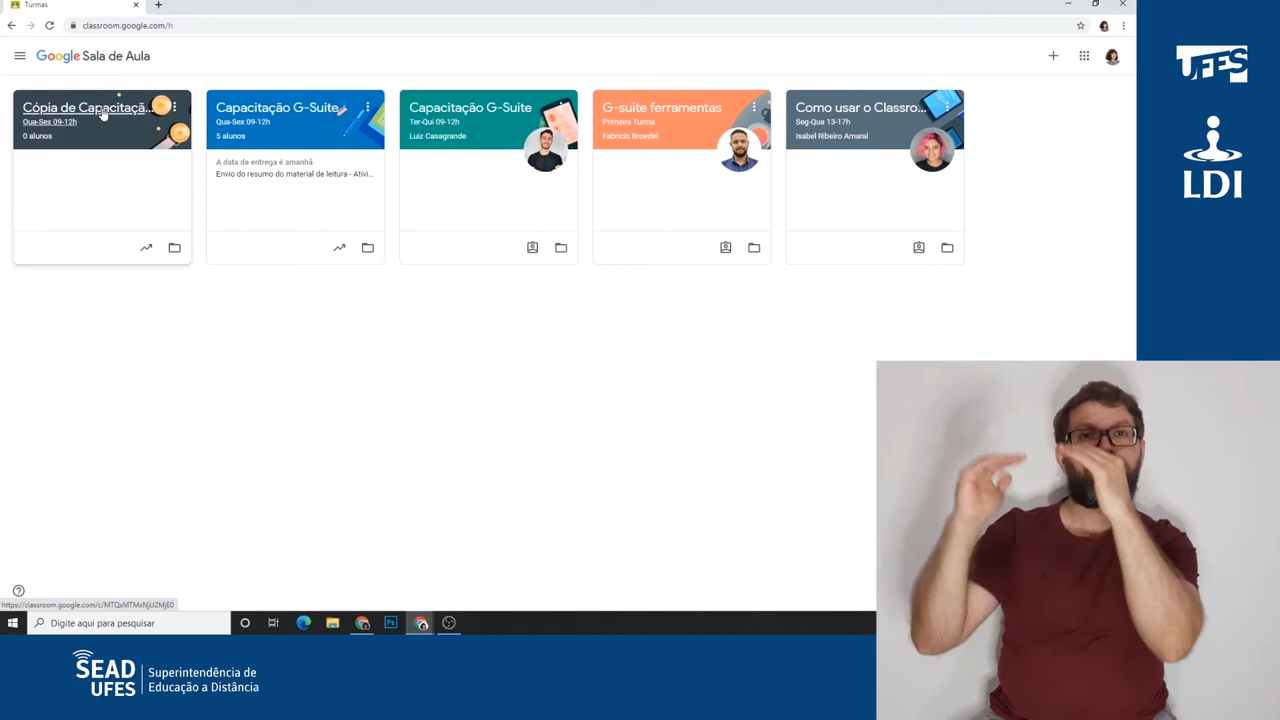 Turmas
classroom.google.com/h
Google Sala de Aula
Cópia de Capacitaçã...
Qua-Sex 09-12h
0 alunos
Capacitação G-Suite
Qua-Sex 09-12h
5 alunos
A data de entrega é amanhã
Envio do resumo do material de leitura - Ativi...
Capacitação G-Suite
Ter-Qui 09-12h
Luiz Casagrande
G-suite ferramentas
Primeira Turma
Fabricio Broedel
Como usar o Classro...
Seg-Qua 13-17h
Isabel Ribeiro Amaral
UFES
LDI
https://classroom.google.com/c/MTQxMTMxNjU2MjE0
Digite aqui para pesquisar
Ps
SEAD
UFES
Superintendência de
Educação a Distância